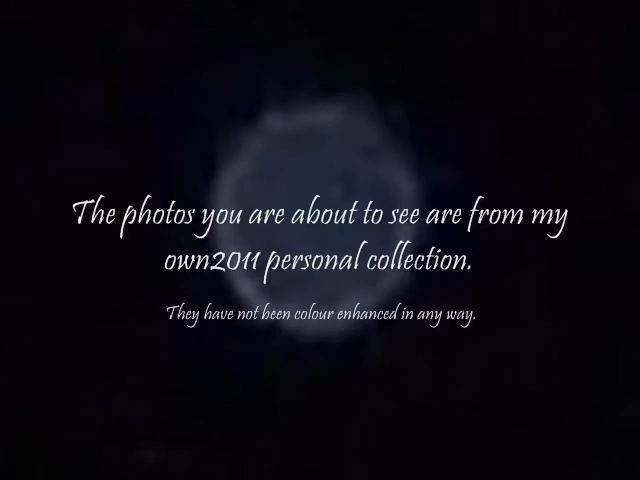 The photos you are about to see are from my
own2011 personal collection.
They have not been colour enhanced in any way.